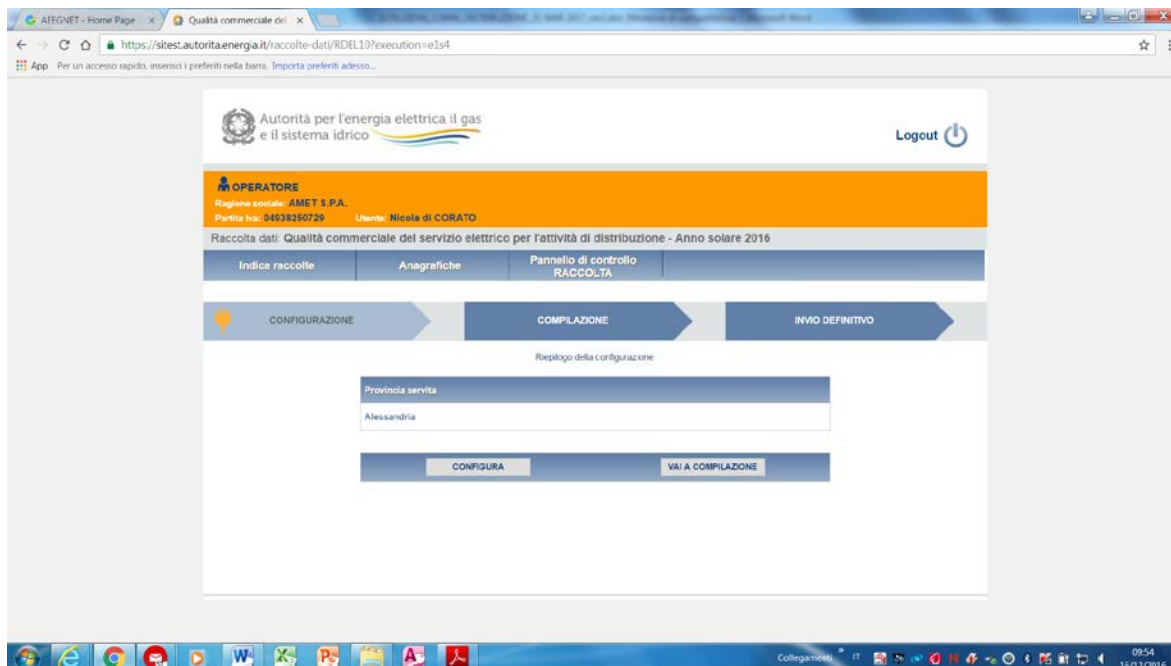 AEEGNET - Home Page
Qualità commerciale del
https://sitest.autorita.energia.it/raccolte-dati/RDEL10?execution=e1s4
App Per un accesso rapido, inserisci i preferiti nella barra. Importa preferiti adesso...
Autorità per l'energia elettrica il gas
e il sistema idrico
Logout
OPERATORE
Ragione sociale: AMET S.P.A.
Partita iva: 04938250729 Utente: Nicola di CORATO
Raccolta dati: Qualità commerciale del servizio elettrico per l'attività di distribuzione - Anno solare 2016
Indice raccolte
Anagrafiche
Pannello di controllo
RACCOLTA
CONFIGURAZIONE
COMPILAZIONE
INVIO DEFINITIVO
Riepilogo della configurazione
Provincia servita
Alessandria
CONFIGURA
VAI A COMPILAZIONE
Collegamenti
IT
09:54